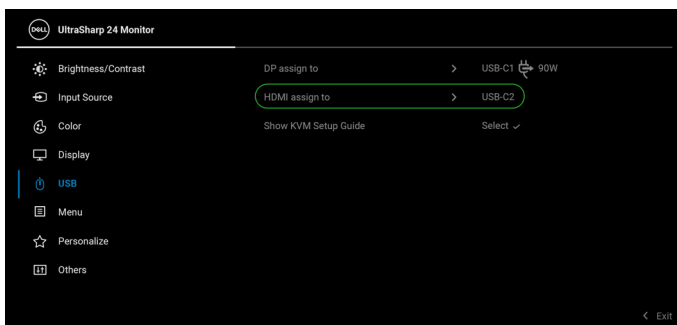 DELL UltraSharp 24 Monitor
Brightness/Contrast
DP assign to > USB-C1 90W
Input Source
HDMI assign to > USB-C2
Color
Show KVM Setup Guide Select ✓
Display
USB
Menu
Personalize
Others
< Exit